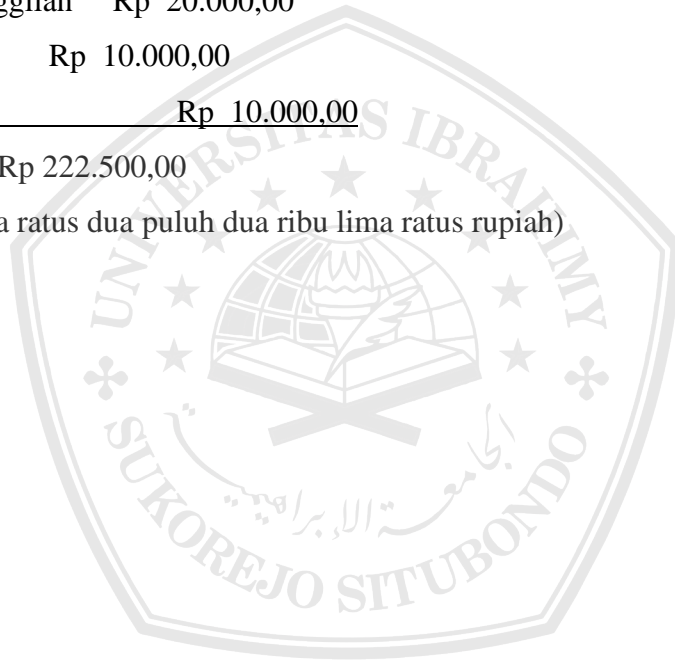 Rp 20.000,00
Rp 10.000,00
Rp 10.000,00
Rp 222.500,00
ratus dua puluh dua ribu lima ratus rupiah)
UNIVERSITAS IBRAHIMY
SUKOREJO SITUBONDO